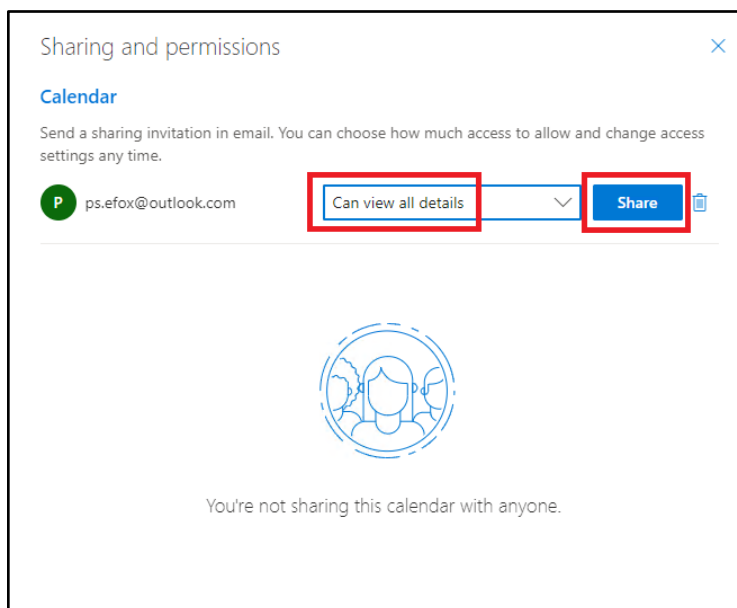 Sharing and permissions
Calendar
Send a sharing invitation in email. You can choose how much access to allow and change access
settings any time.
P ps.efox@outlook.com Can view all details Share
You're not sharing this calendar with anyone.